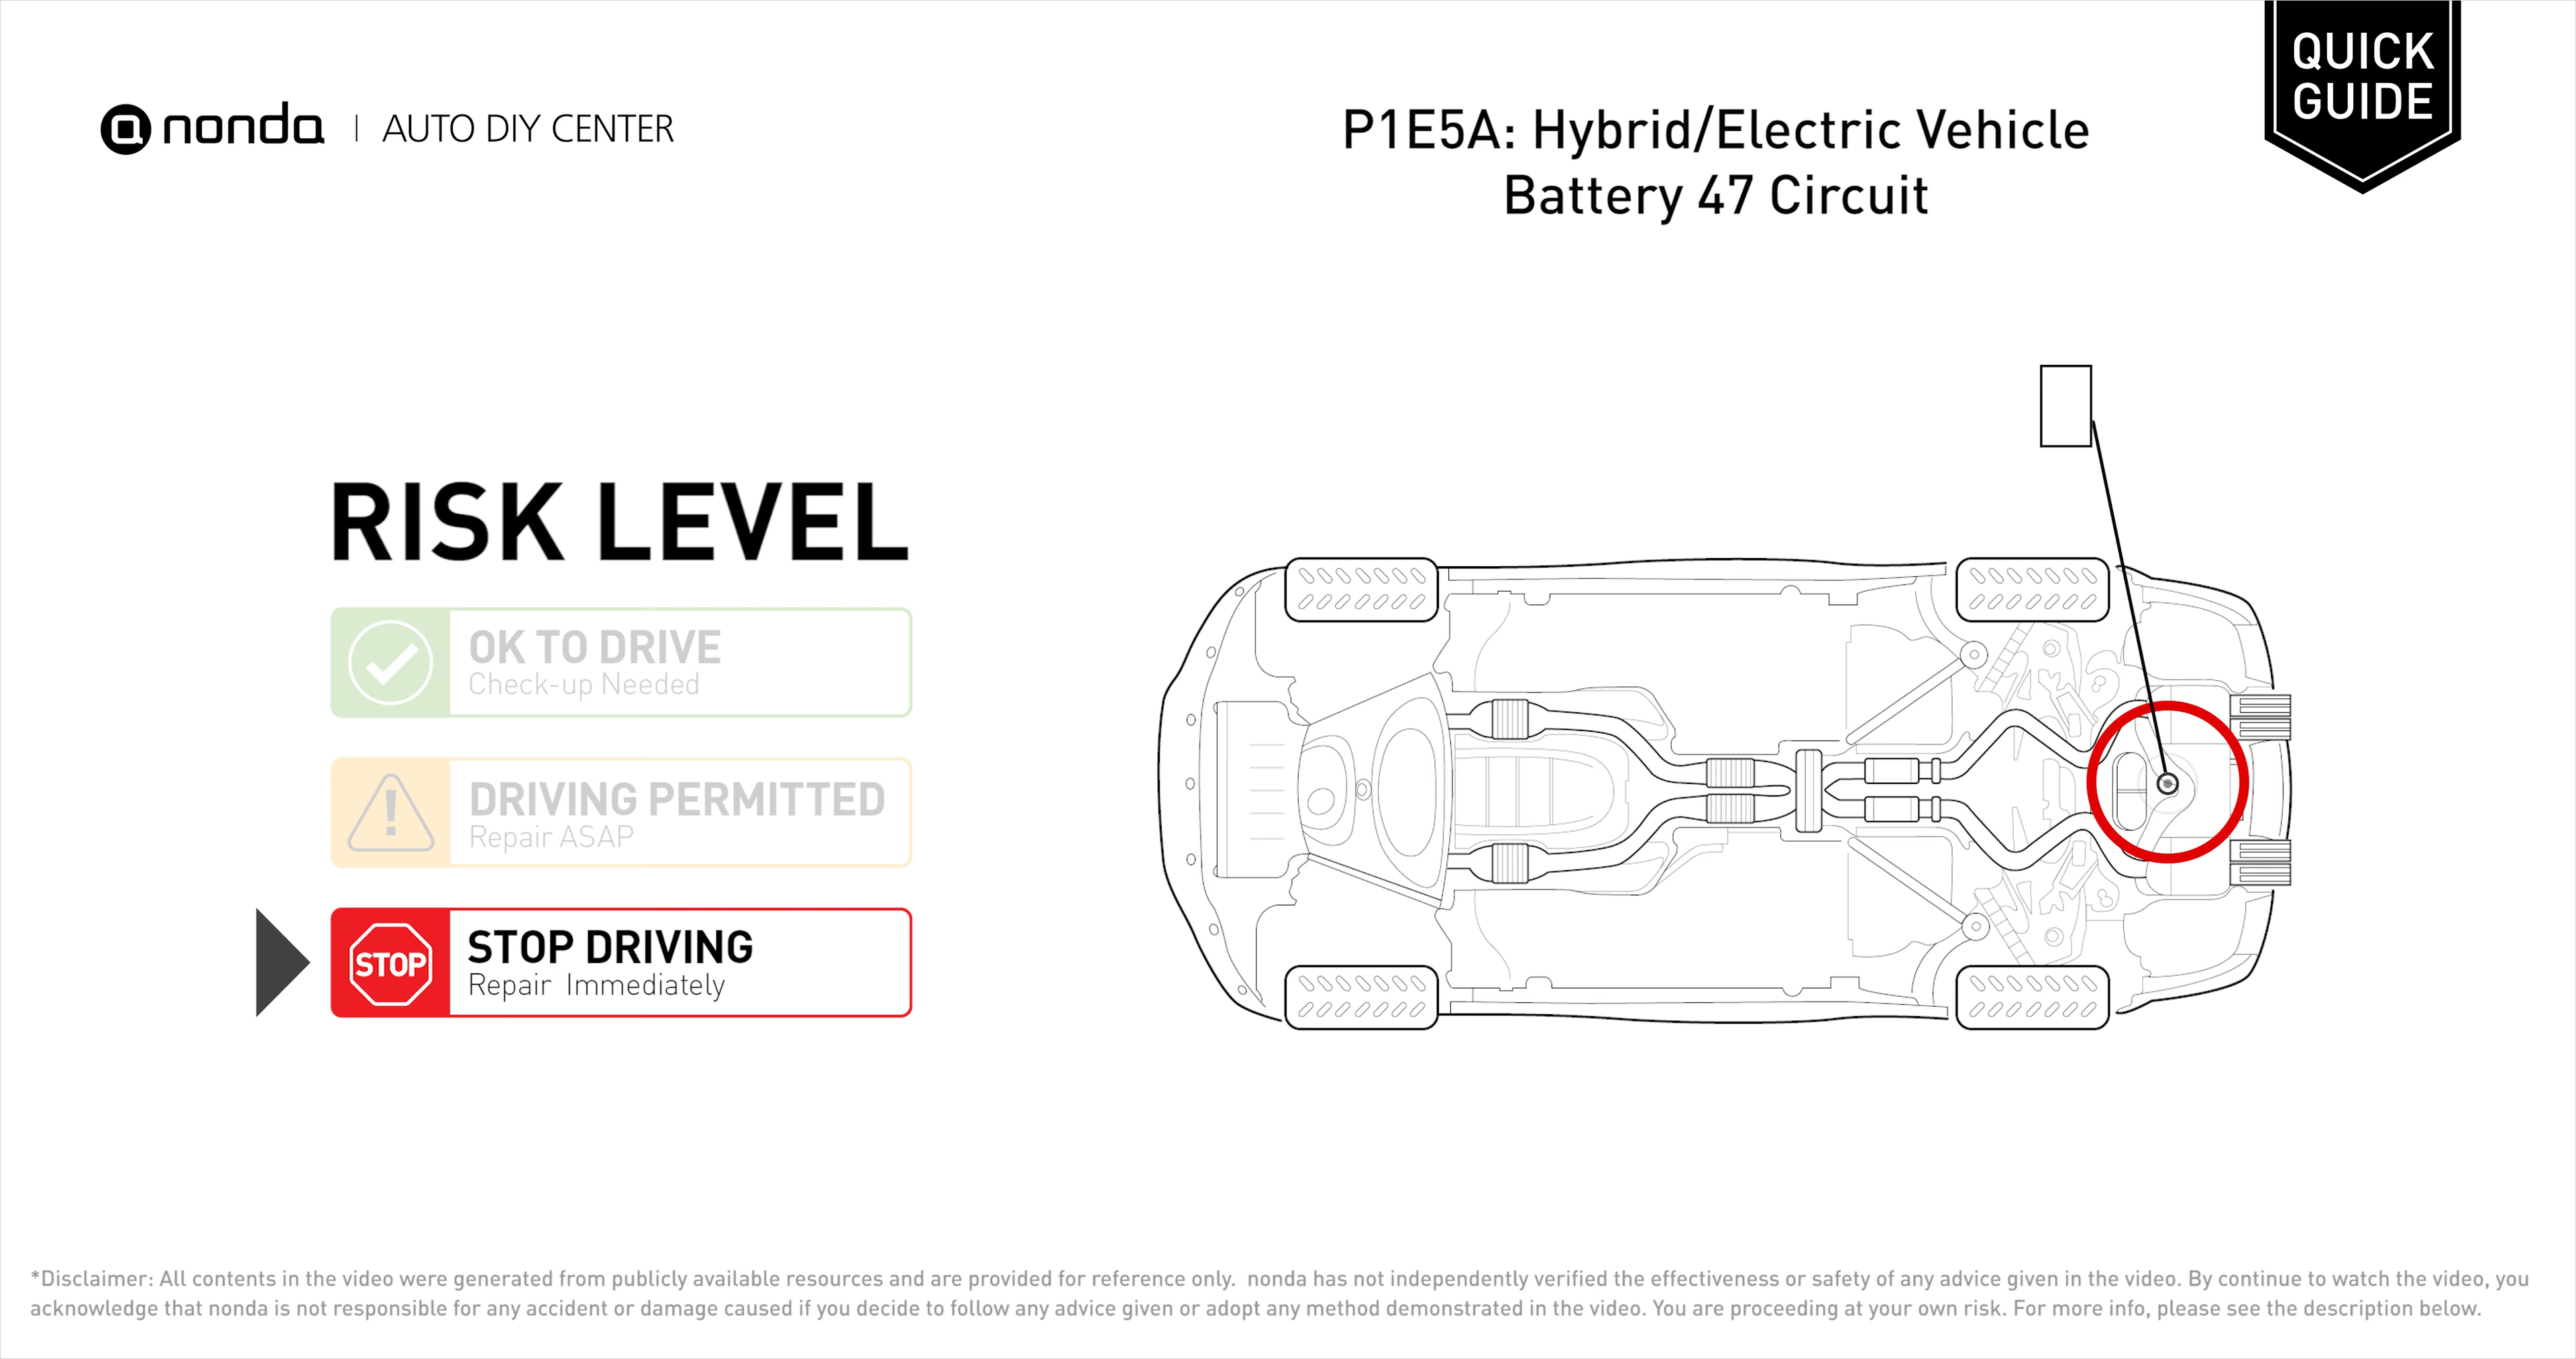 QUICK
GUIDE
nonda | AUTO DIY CENTER
P1E5A: Hybrid/Electric Vehicle
Battery 47 Circuit
RISK LEVEL
OK TO DRIVE
Check-up Needed
DRIVING PERMITTED
Repair ASAP
STOP
STOP DRIVING
Repair Immediately
*Disclaimer: All contents in the video were generated from publicly available resources and are provided for reference only. nonda has not independently verified the effectiveness or safety of any advice given in the video. By continue to watch the video, you
acknowledge that nonda is not responsible for any accident or damage caused if you decide to follow any advice given or adopt any method demonstrated in the video. You are proceeding at your own risk. For more info, please see the description below.